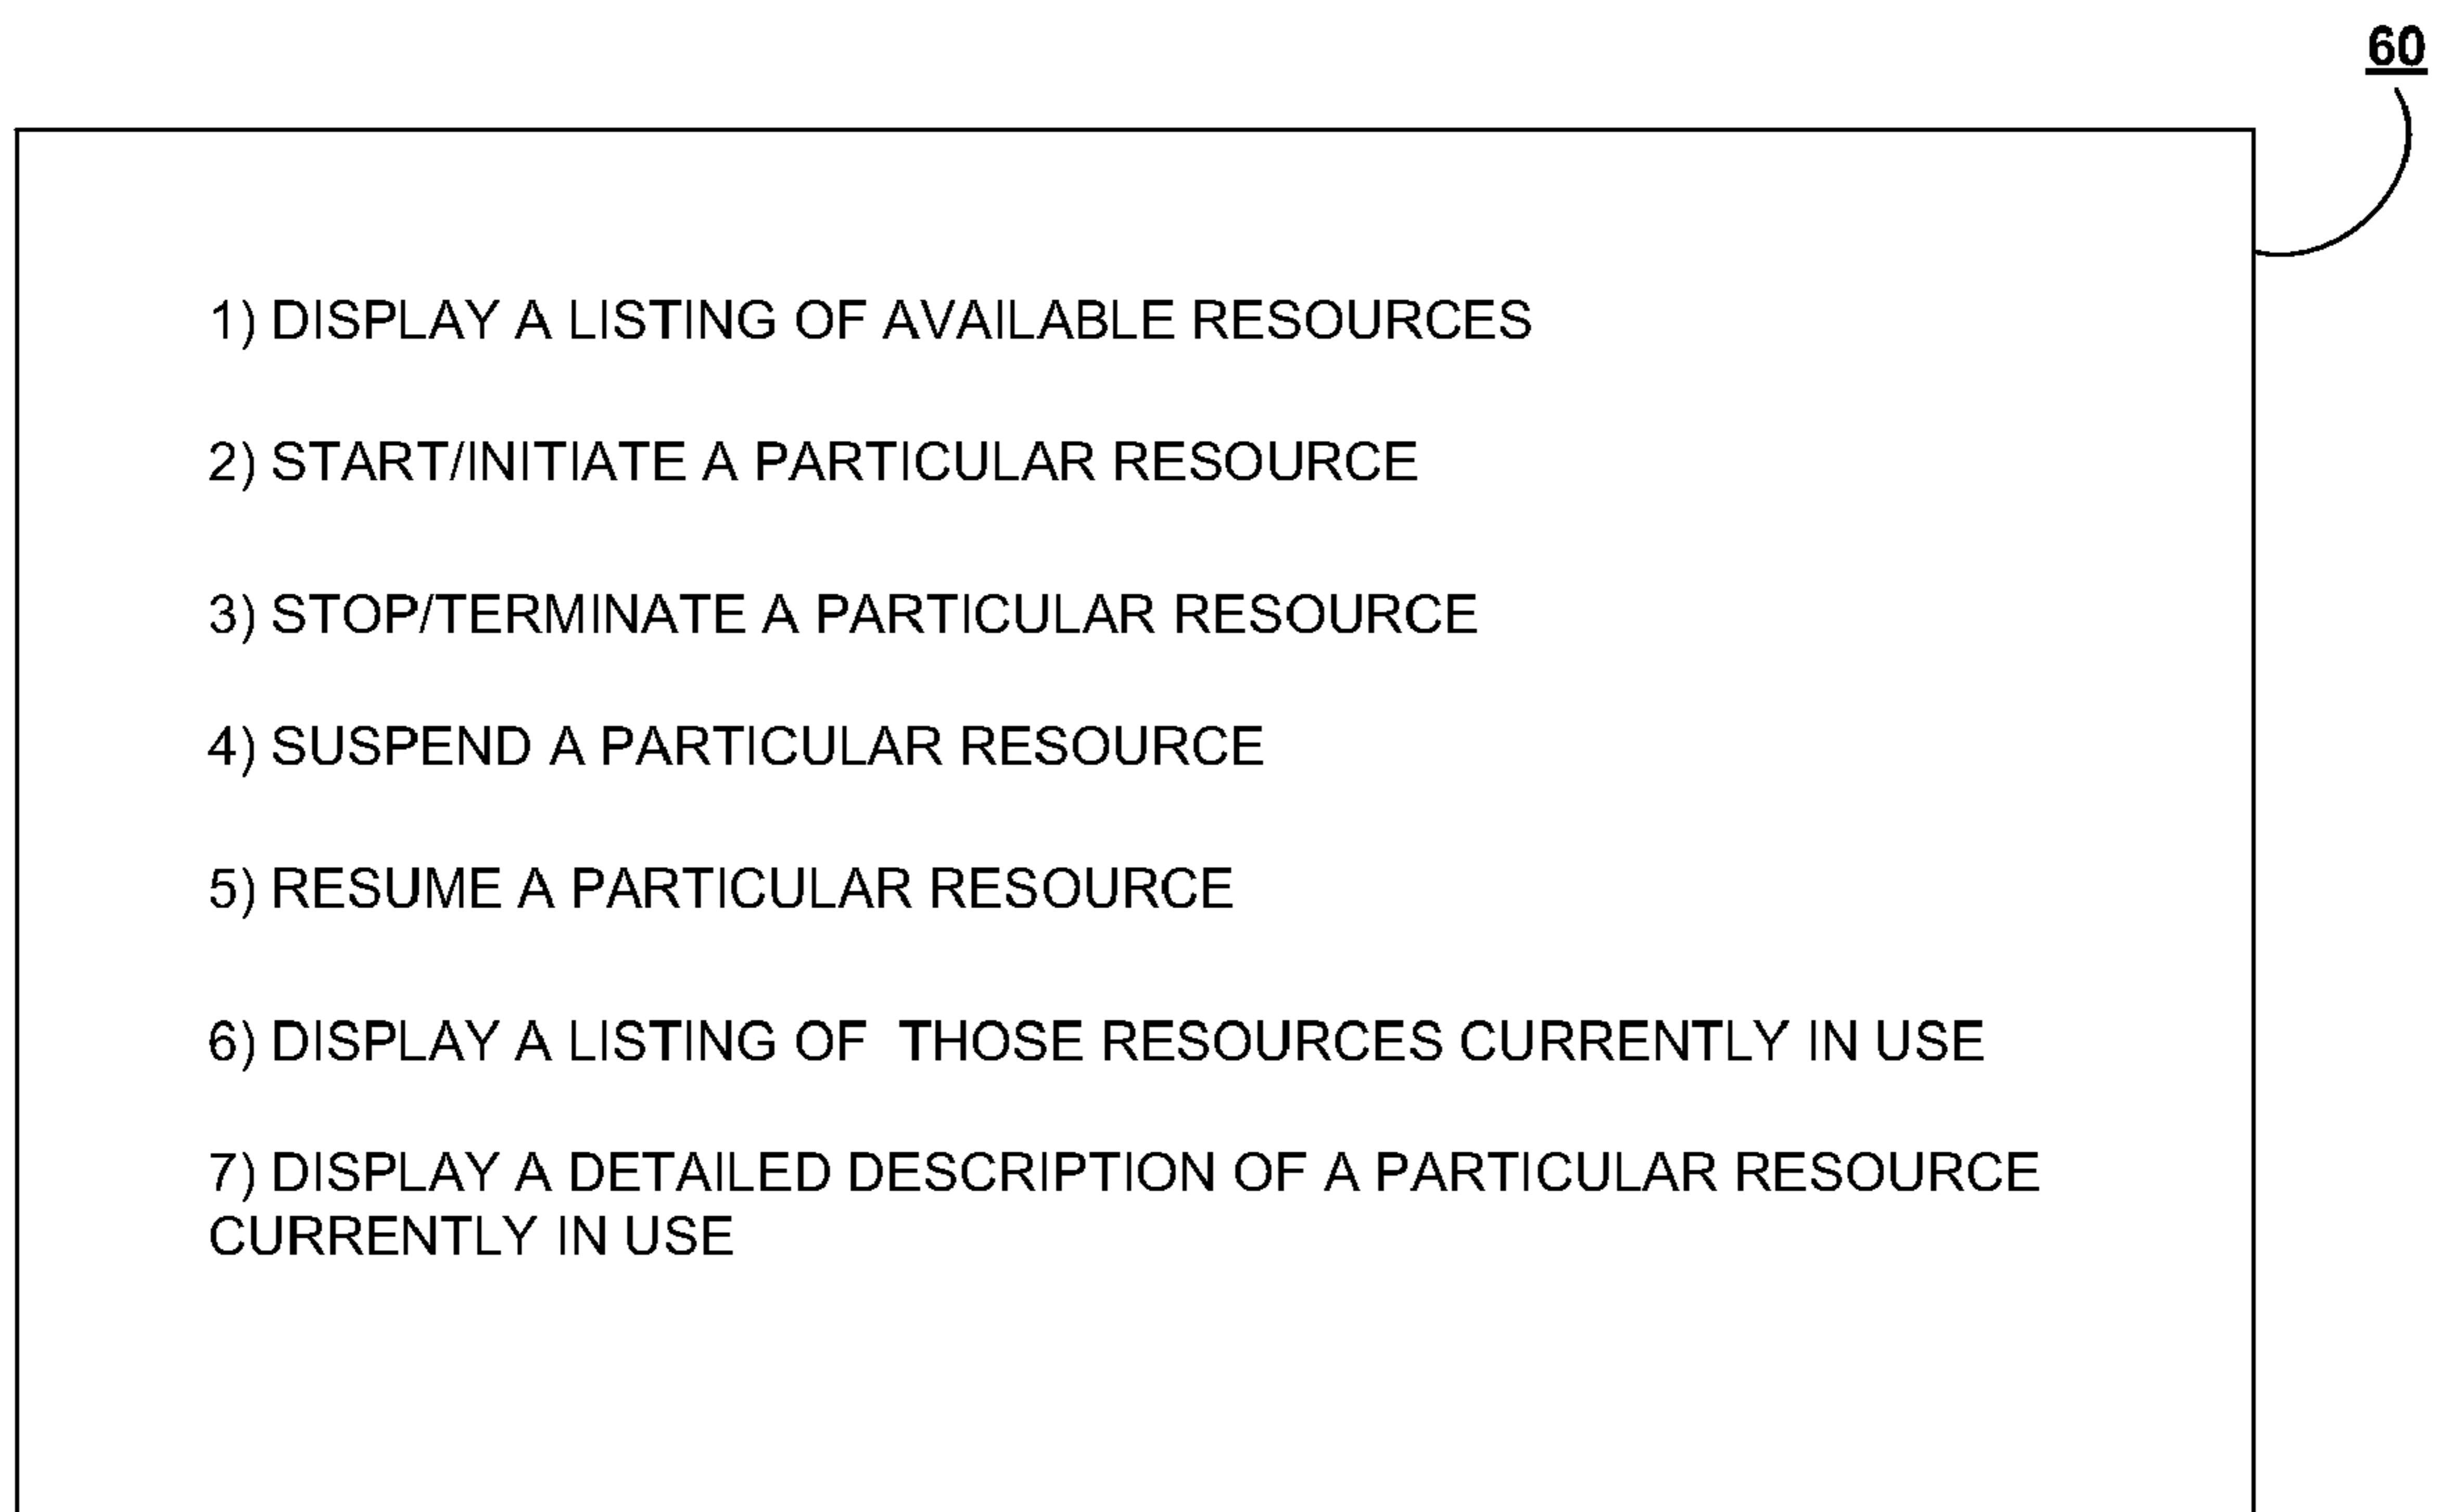 60
1) DISPLAY A LISTING OF AVAILABLE RESOURCES
2) START/INITIATE A PARTICULAR RESOURCE
3) STOP/TERMINATE A PARTICULAR RESOURCE
4) SUSPEND A PARTICULAR RESOURCE
5) RESUME A PARTICULAR RESOURCE
6) DISPLAY A LISTING OF  THOSE RESOURCES CURRENTLY IN USE
7) DISPLAY A DETAILED DESCRIPTION OF A PARTICULAR RESOURCE
CURRENTLY IN USE